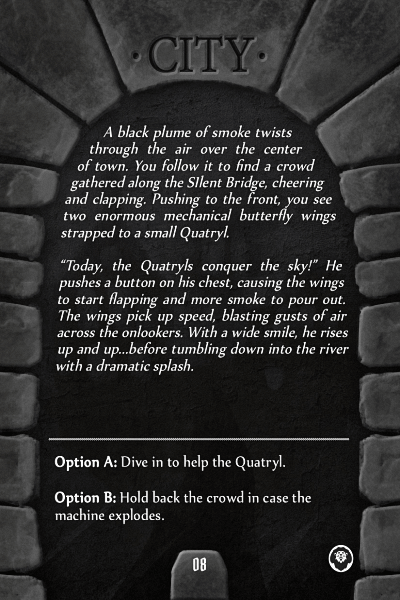 ·CITY·
A black plume of smoke twists
through the air over the center
of town. You follow it to find a crowd
gathered along the SIlent Bridge, cheering
and clapping. Pushing to the front, you see
two enormous mechanical butterfly wings
strapped to a small Quatryl.
“Today, the Quatryls conquer the sky!” He
pushes a button on his chest, causing the wings
to start flapping and more smoke to pour out.
The wings pick up speed, blasting gusts of air
across the onlookers. With a wide smile, he rises
up and up...before tumbling down into the river
with a dramatic splash.
Option A: Dive in to help the Quatryl.
Option B: Hold back the crowd in case the
machine explodes.
08